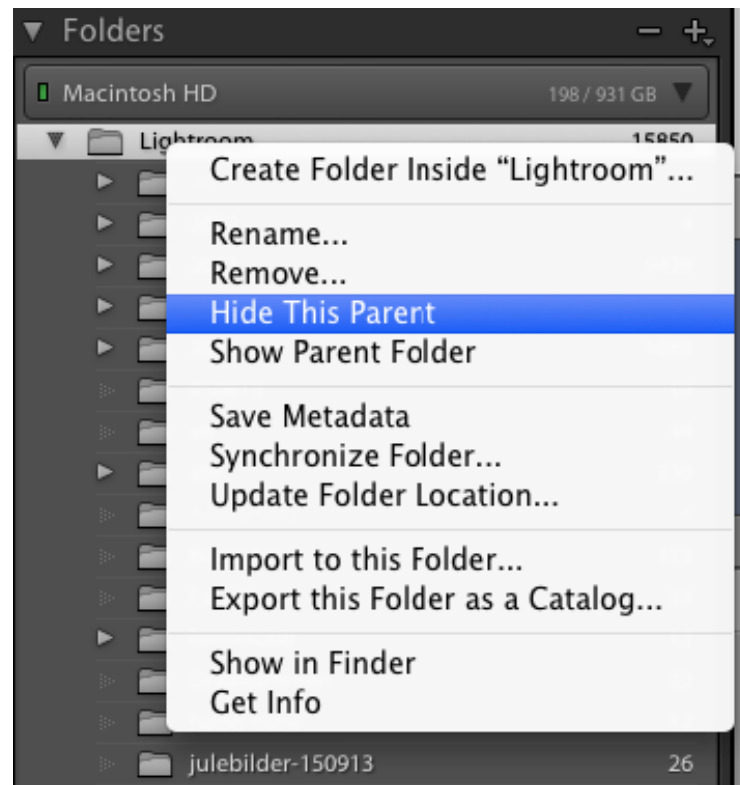 Folders
Macintosh HD 198 / 931 GB
Lightroom 15850
Create Folder Inside “Lightroom”...
Rename...
Remove...
Hide This Parent
Show Parent Folder
Save Metadata
Synchronize Folder...
Update Folder Location...
Import to this Folder...
Export this Folder as a Catalog...
Show in Finder
Get Info
julebilder-150913 26